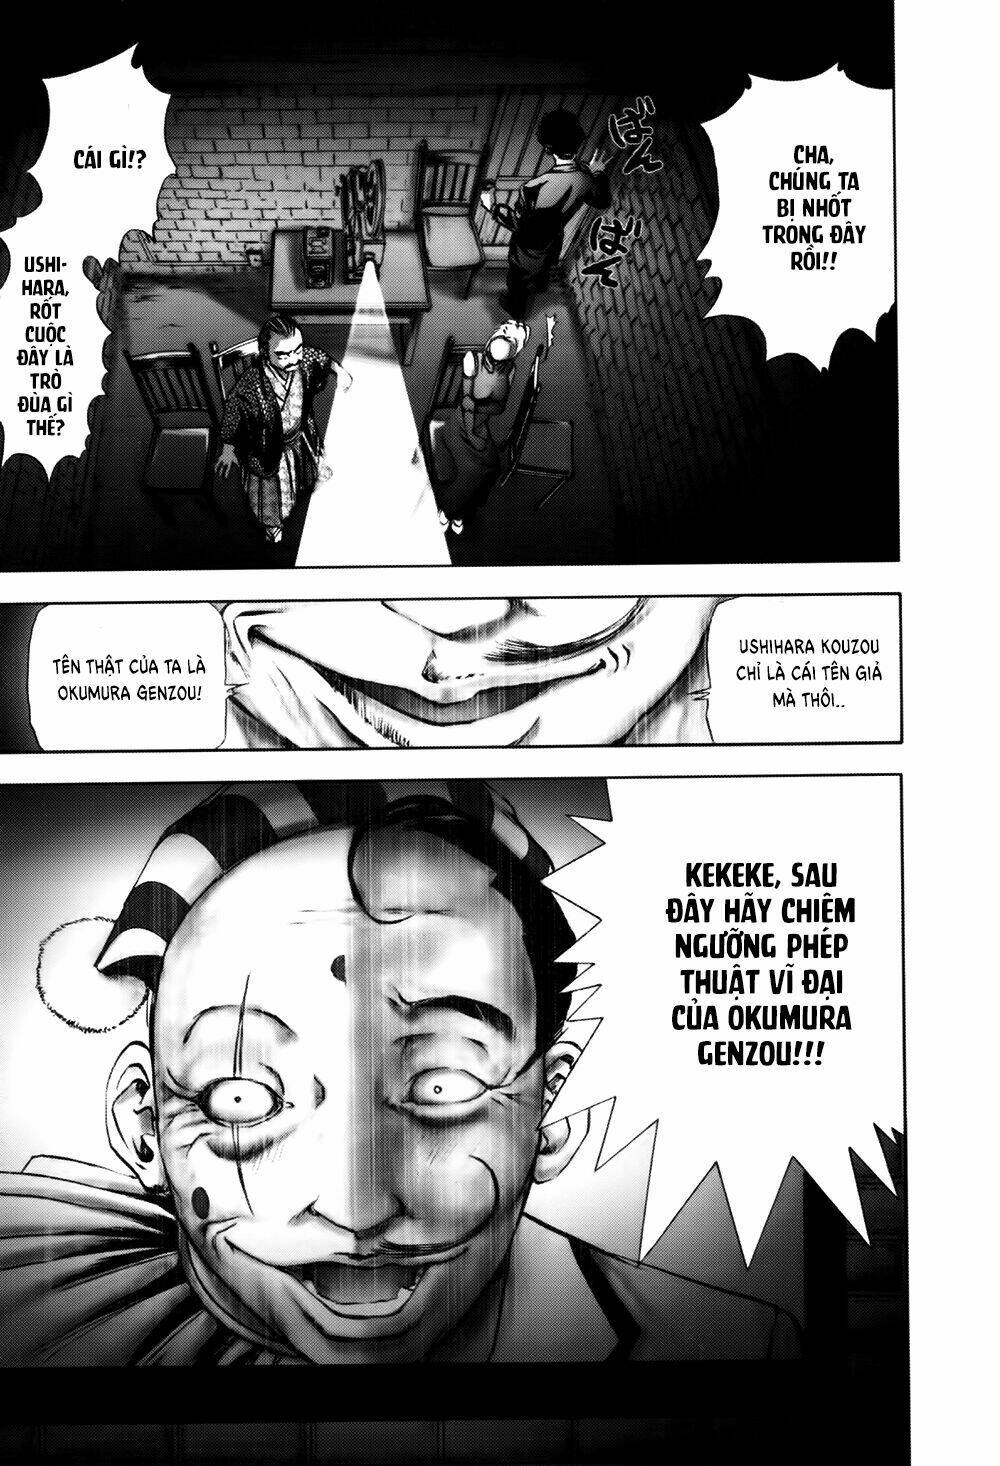 CHA,
CHÚNG TA
BỊ NHỐT
TRONG ĐÂY
RỒI!!
ばん
ばん
CÁI GÌ!?
USHI-
HARA,
RỐT
CUỘC
ĐÂY LÀ
TRÒ
ĐÙA GÌ
THẾ?
USHIHARA KOUZOU
CHỈ LÀ CÁI TÊN GIẢ
MÀ THÔI..
TÊN THẬT CỦA TA LÀ
OKUMURA GENZOU!
KEKEKE, SAU
ĐÂY HÃY CHIÊM
NGƯỠNG PHÉP
THUẬT VĨ ĐẠI
CỦA OKUMURA
GENZOU!!!